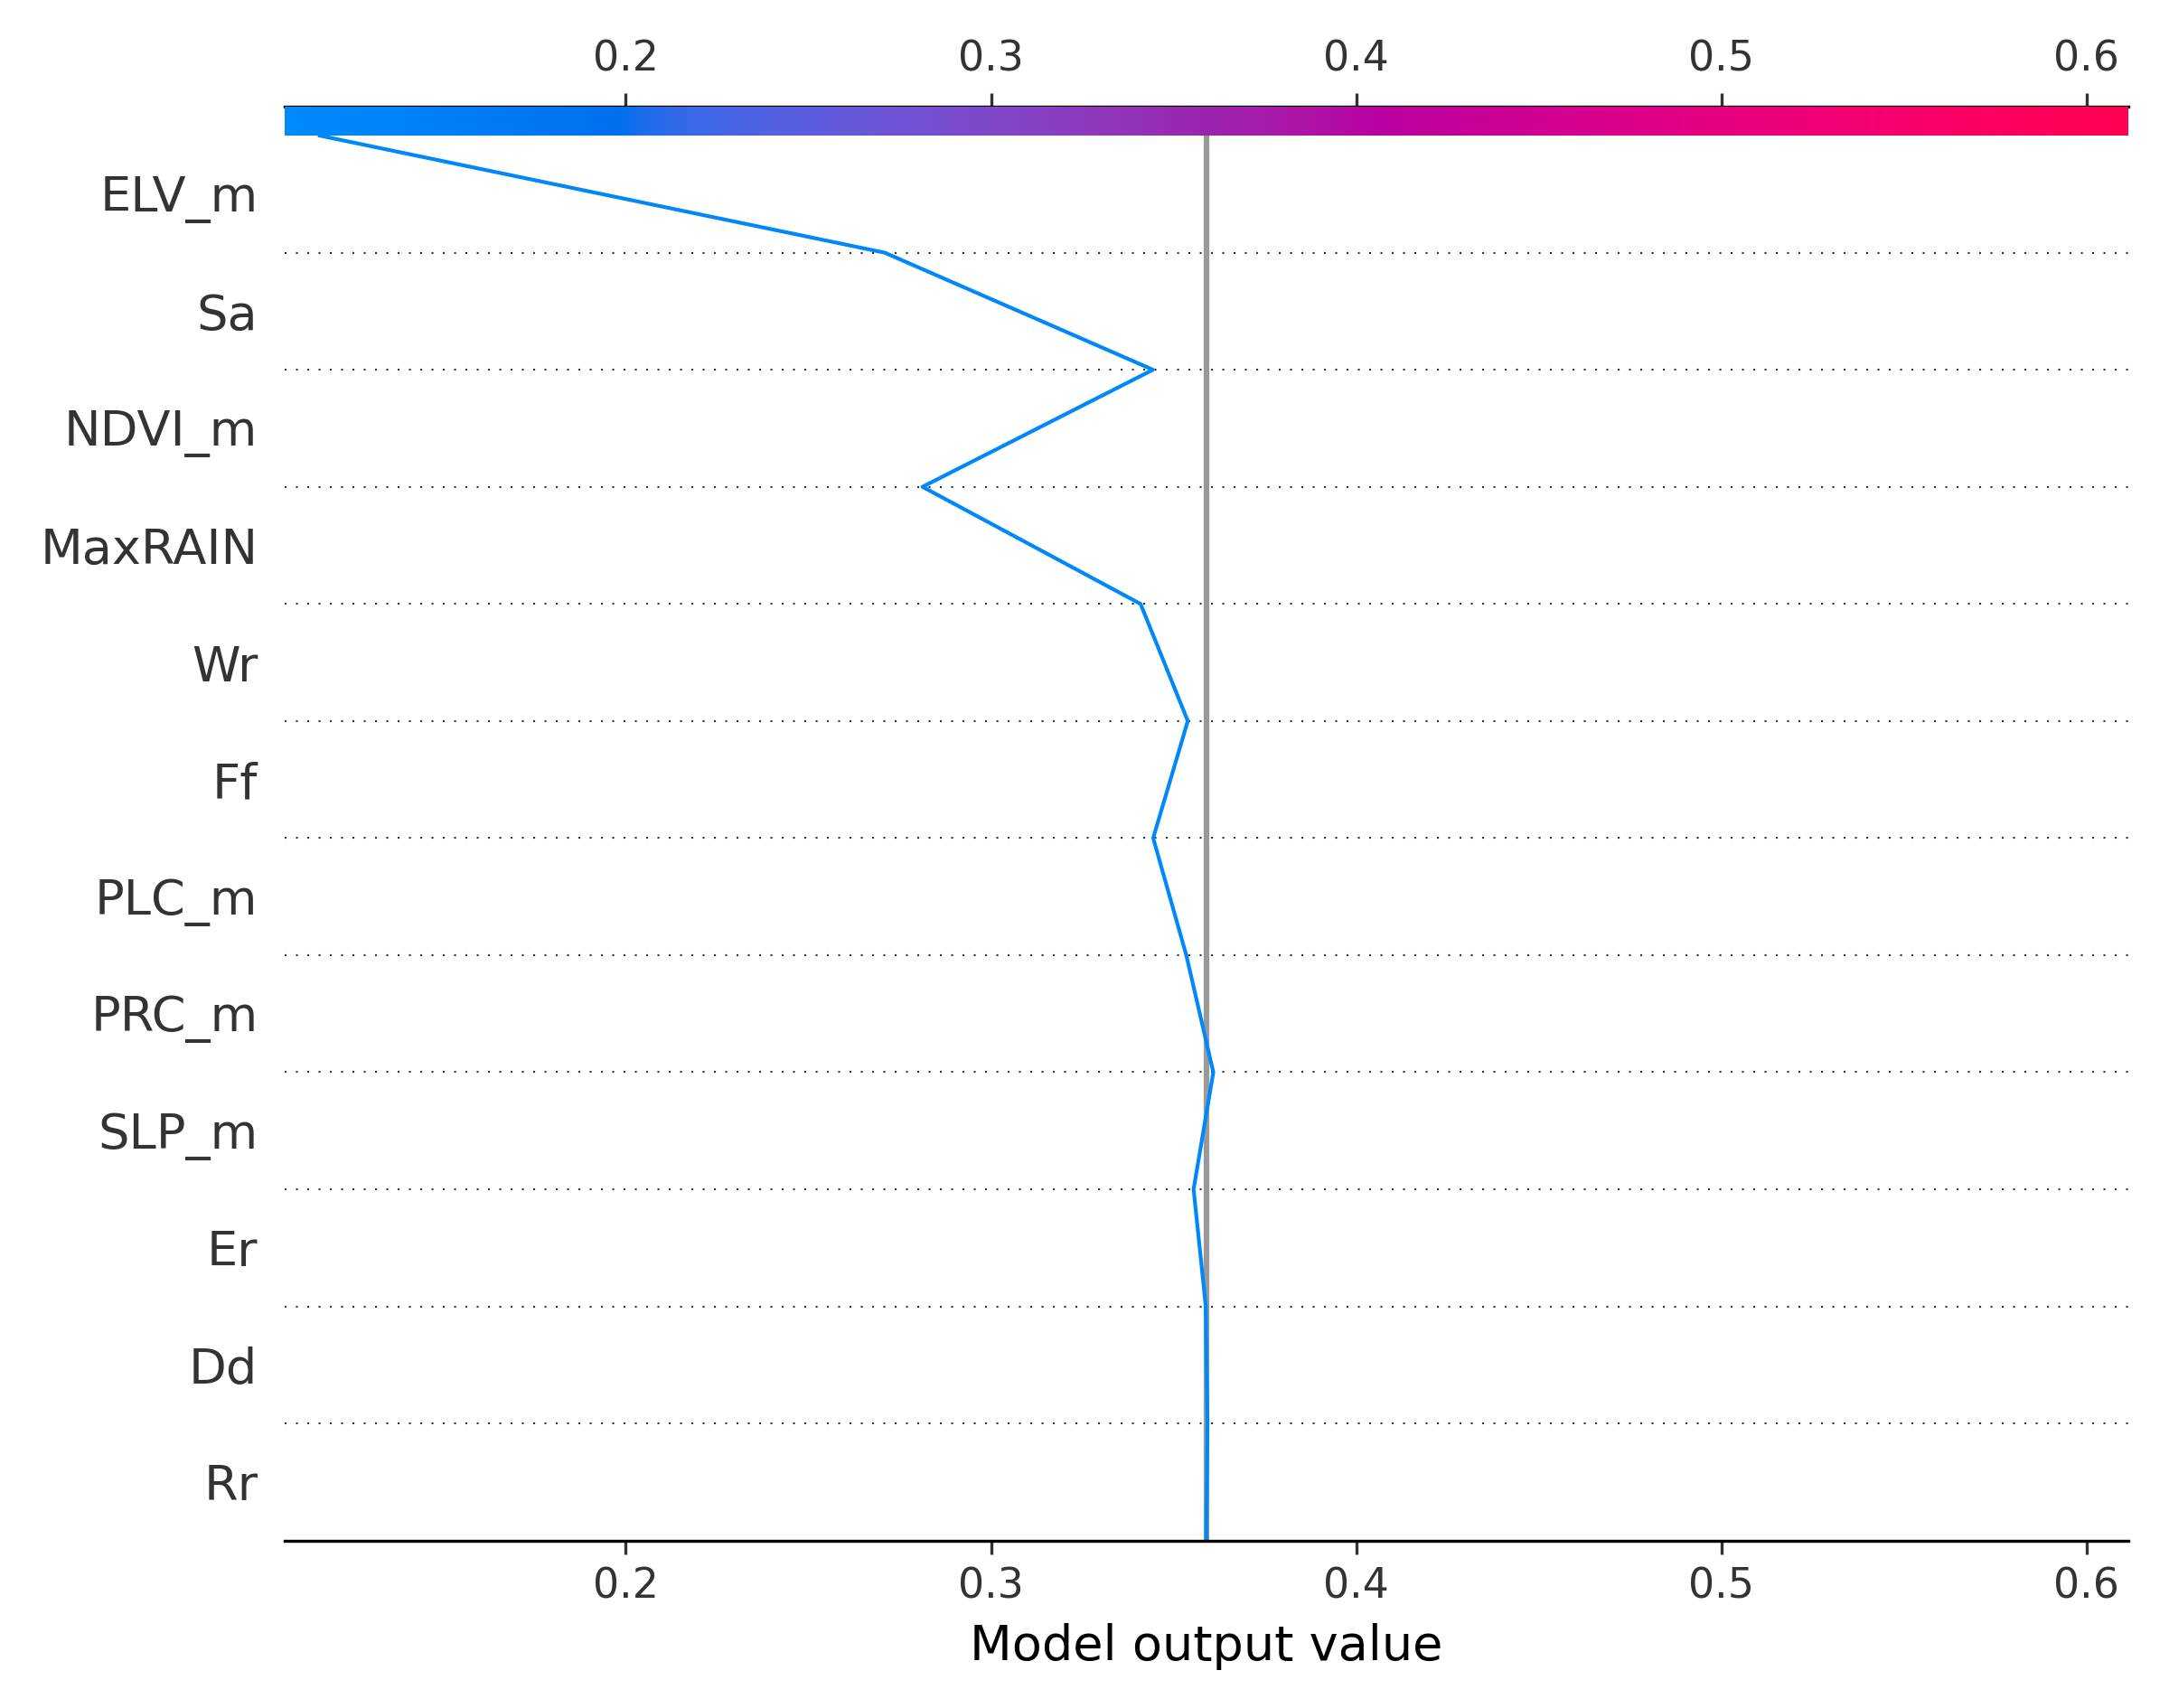 0.2 0.3 0.4 0.5 0.6
ELV_m
Sa
NDVI_m
MaxRAIN
Wr
Ff
PLC_m
PRC_m
SLP_m
Er
Dd
Rr
0.2 0.3 0.4 0.5 0.6
Model output value